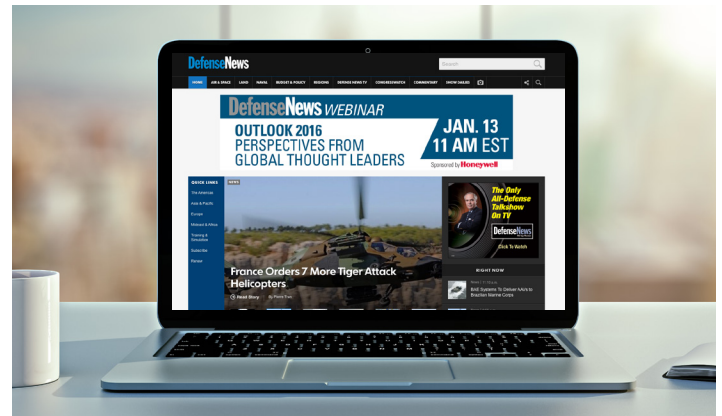 DefenseNews
Search
HOME AIR & SPACE LAND NAVAL BUDGET & POLICY REGIONS DEFENSE NEWS TV CONGRESSWATCH COMMENTARY SHOW DAILIES
DefenseNews WEBINAR
OUTLOOK 2016
PERSPECTIVES FROM
GLOBAL THOUGHT LEADERS
JAN. 13
11 AM EST
Sponsored by Honeywell
QUICK LINKS
The Americas
Asia & Pacific
Europe
Mideast & Africa
Training &
Simulation
Subscribe
NEWS
France Orders 7 More Tiger Attack
Helicopters
Read Story
The Only
All-Defense
Talkshow
On TV
DefenseNews
Click To Watch
RIGHT NOW
BAE Systems To Deliver AAVs to
Brazilian Marine Corps